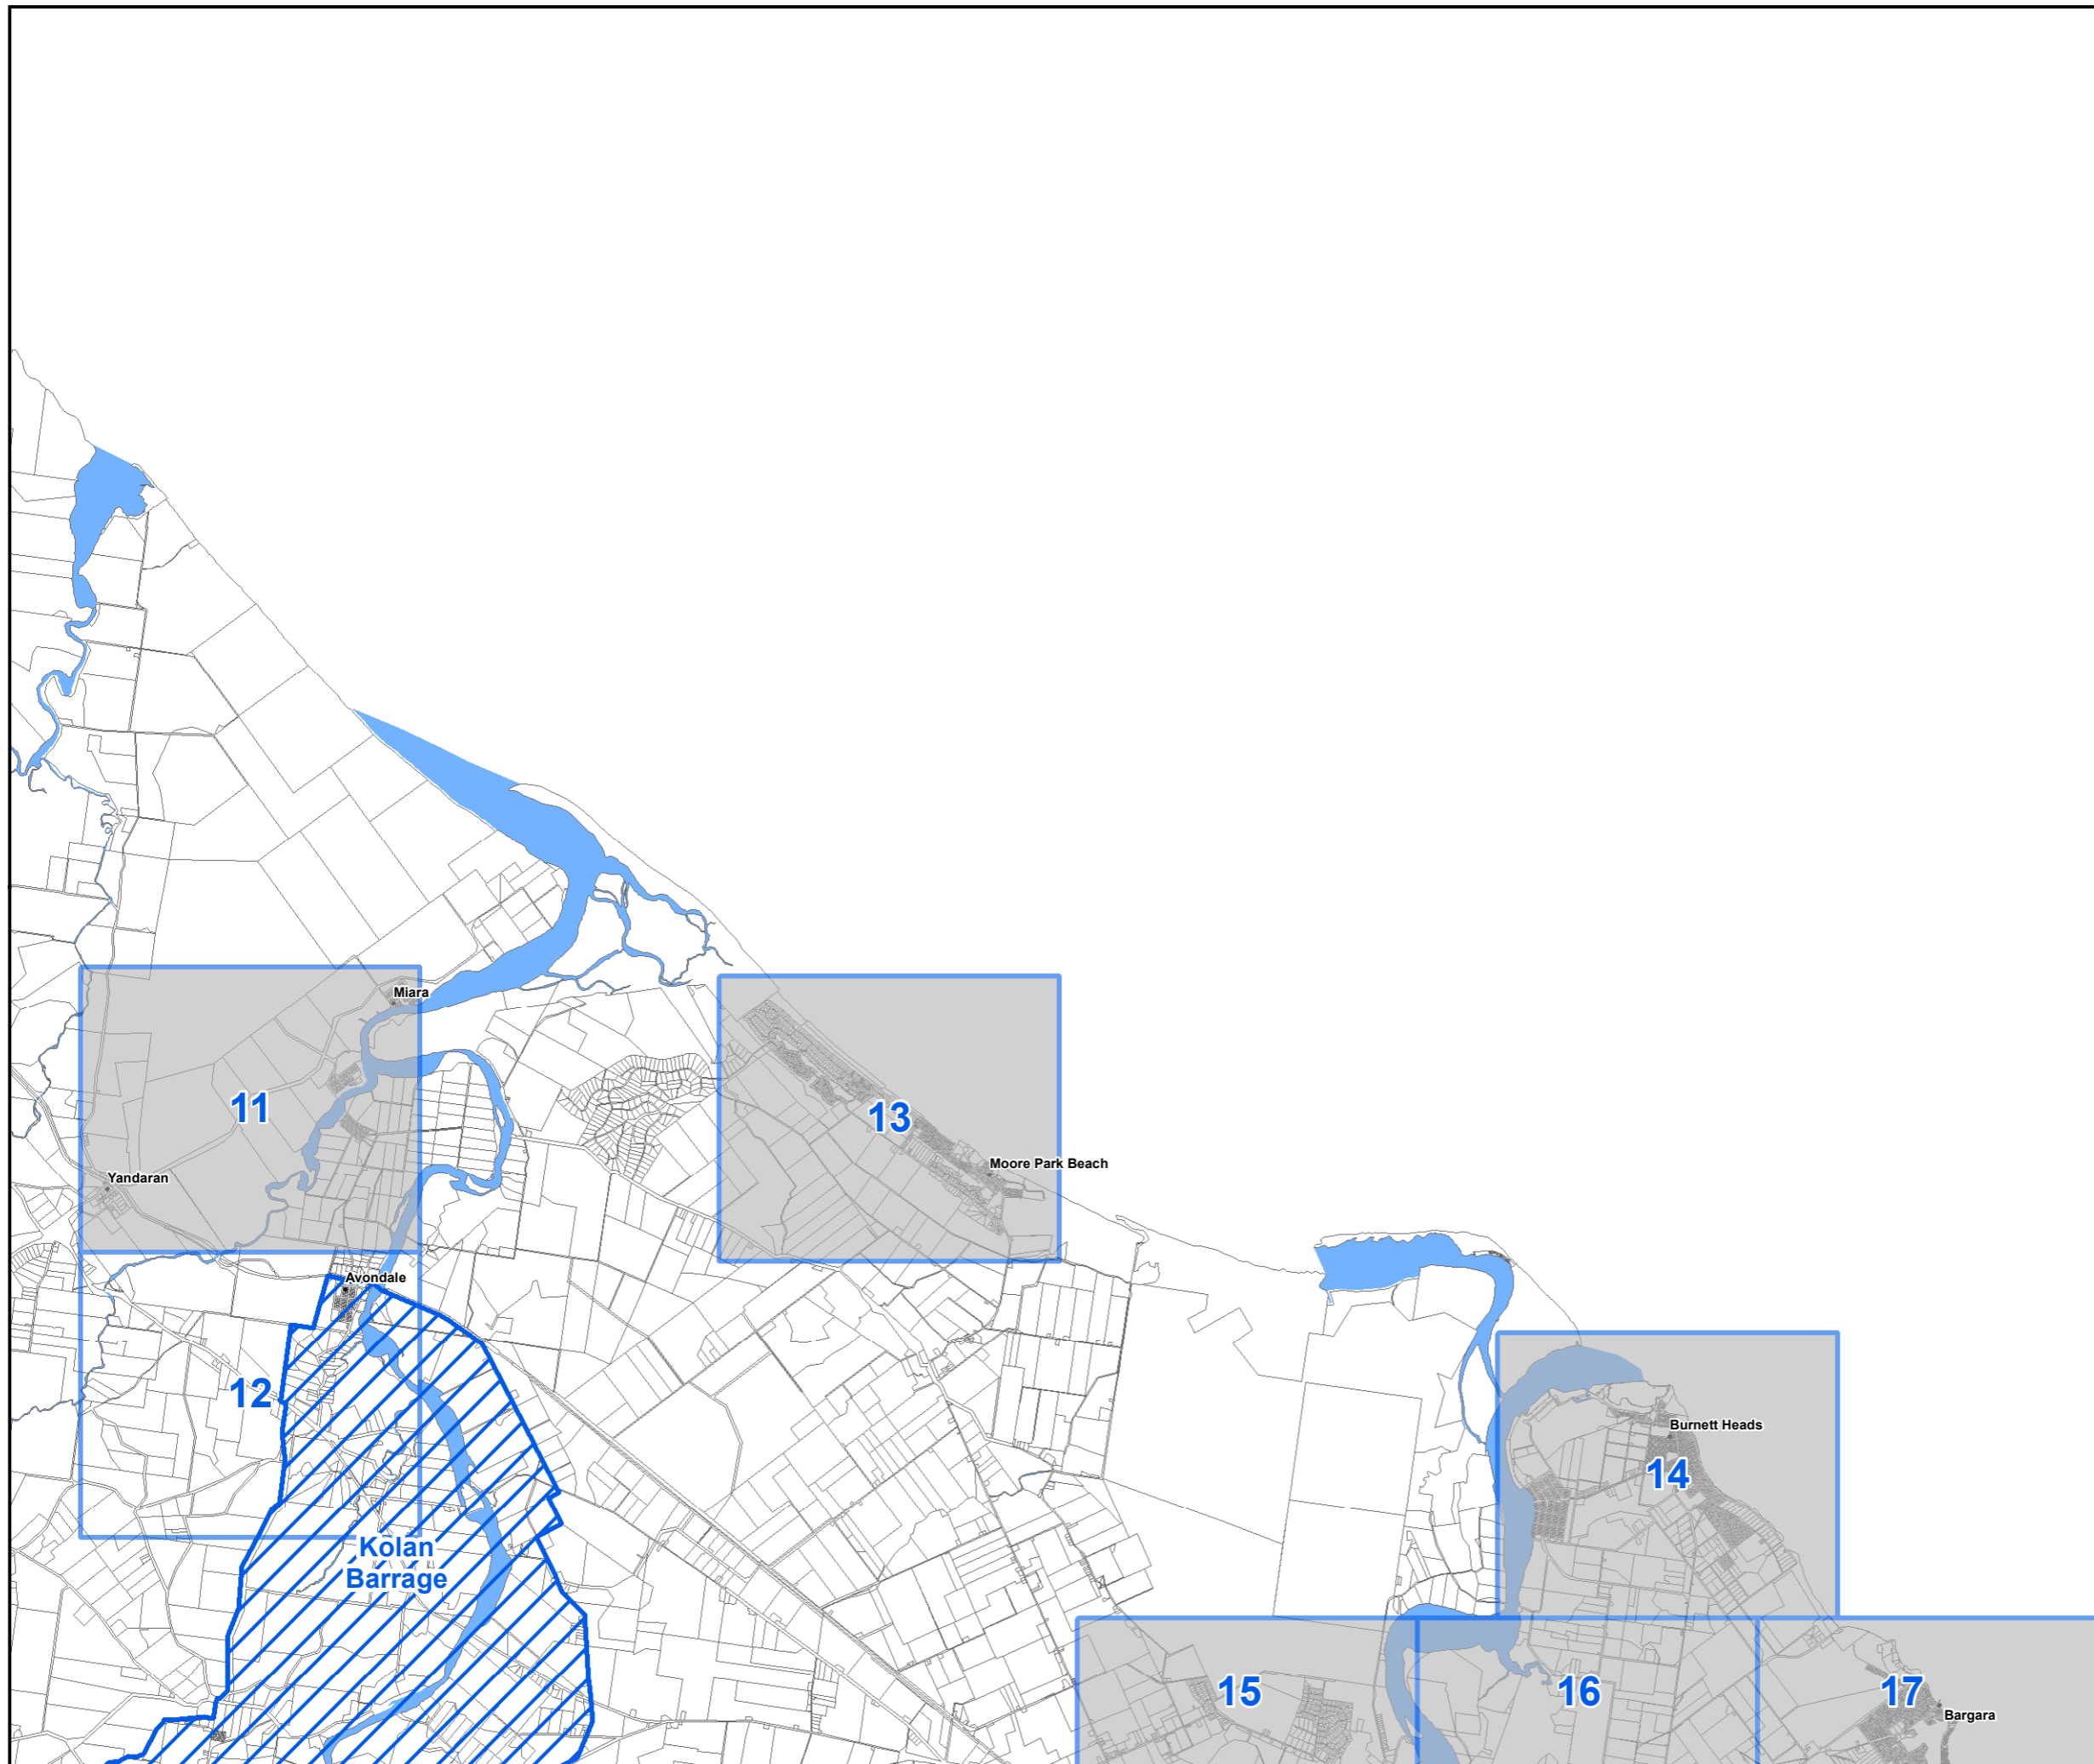 Miara
11
13
Moore Park Beach
Yandaran
Avondale
12
Burnett Heads
14
Kolan
Barrage
15
16
17
Bargara